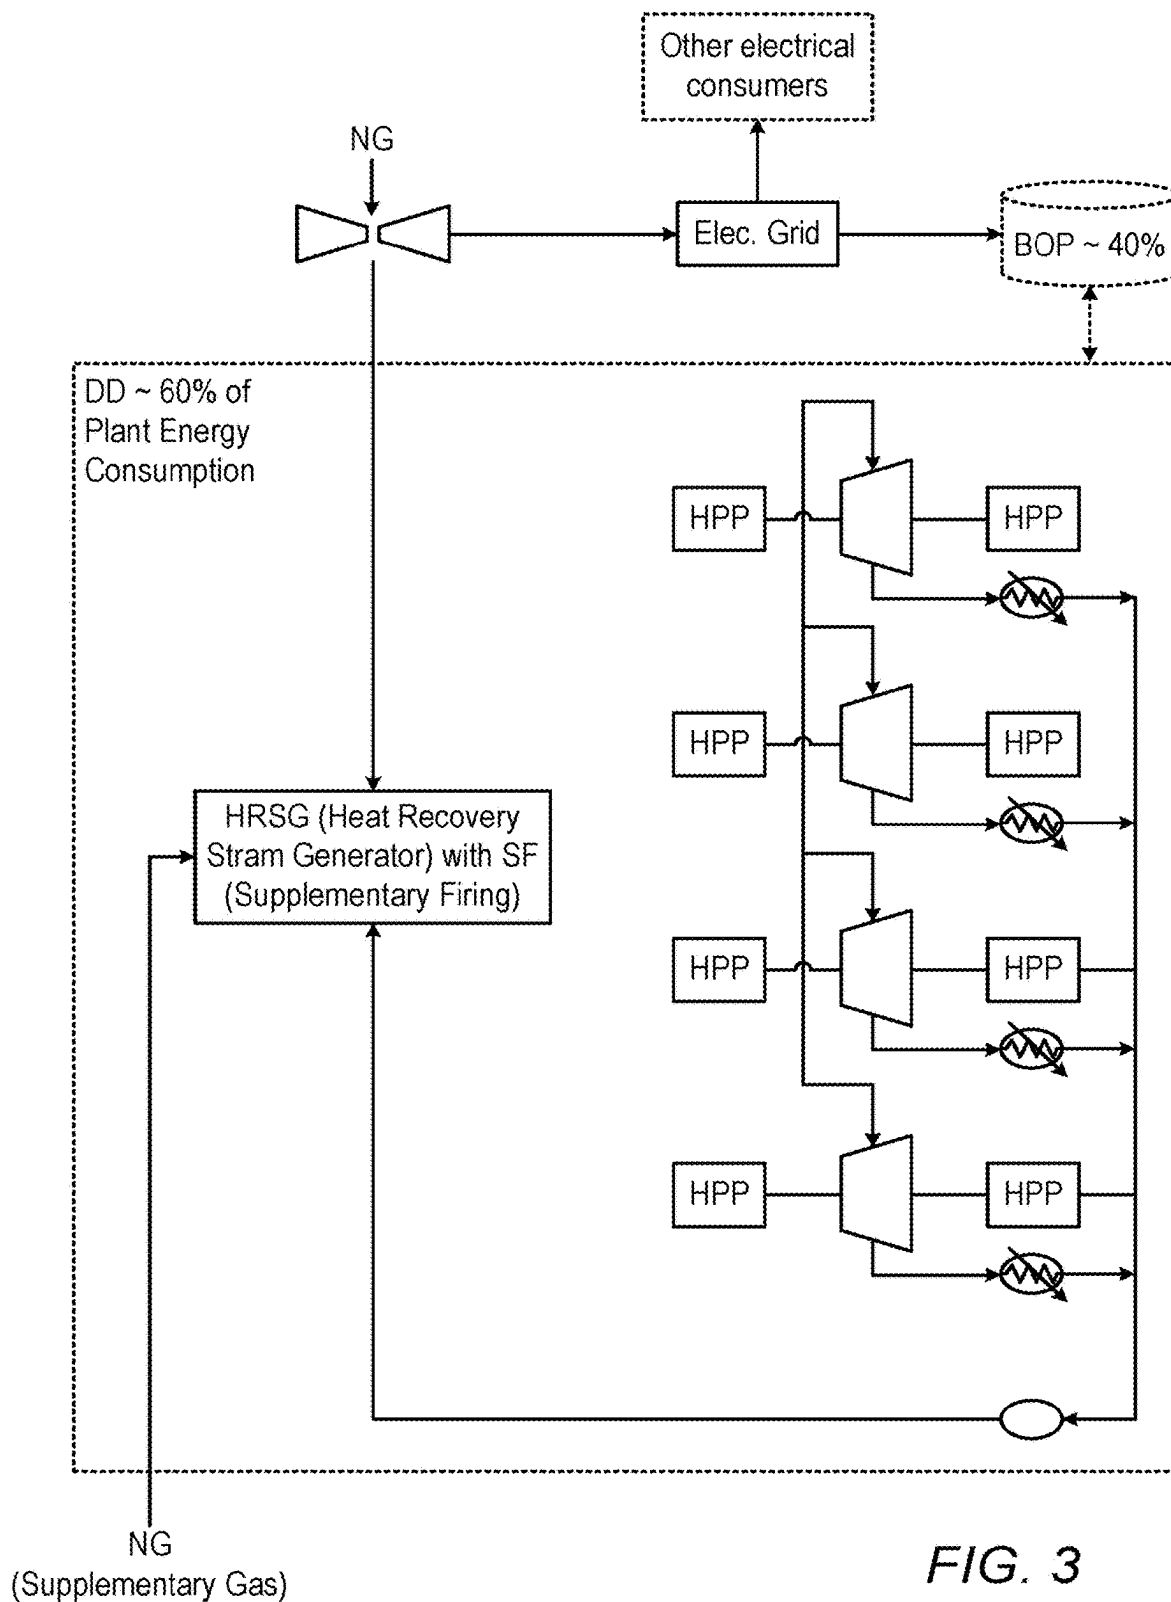 Other electrical
consumers
NG
Elec. Grid
BOP ~ 40%
DD ~ 60% of
Plant Energy
Consumption
HPP
HPP
HPP
HPP
HRSG (Heat Recovery
Stram Generator) with SF
(Supplementary Firing)
HPP
HPP
HPP
HPP
NG
(Supplementary Gas)
FIG. 3